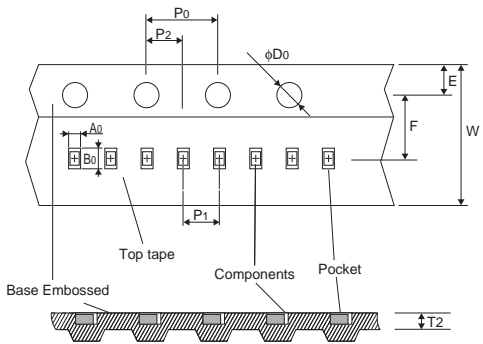 P0
P2
ϕD0
E
F
W
A0
B0
P1
Top tape
Components
Pocket
Base Embossed
T2